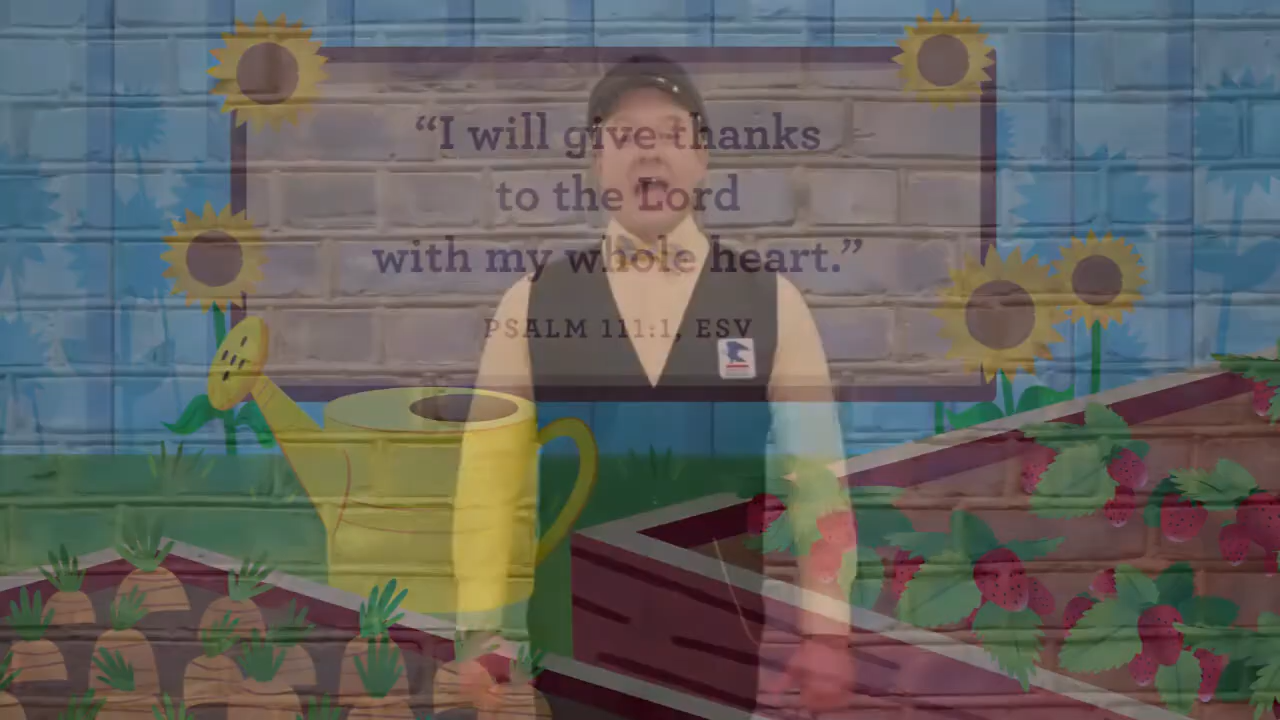 “I will give thanks
to the Lord
with my whole heart.”
PSALM 111:1, ESV